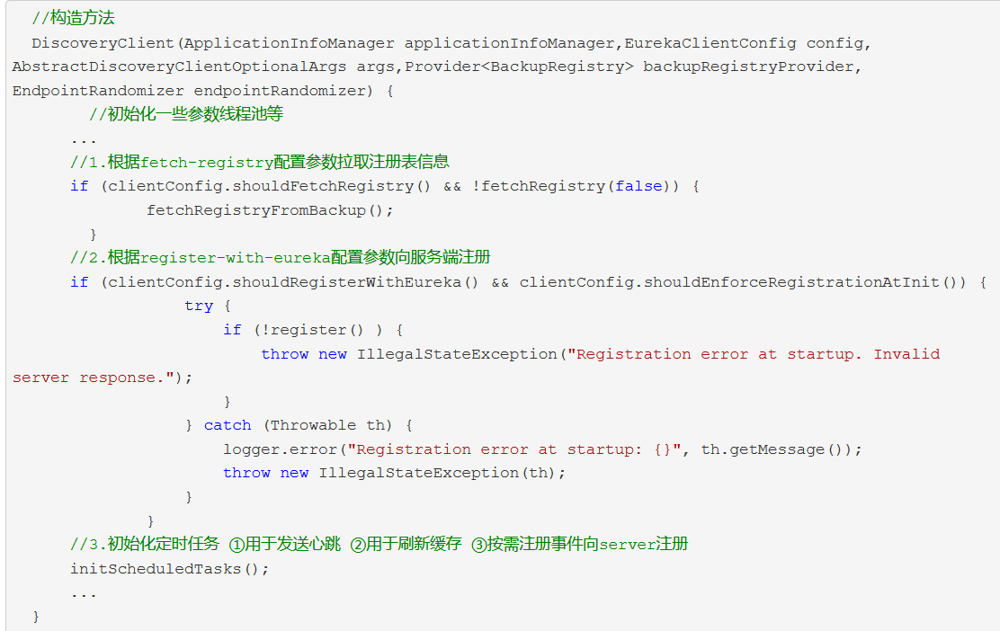 //构造方法
DiscoveryClient(ApplicationInfoManager applicationInfoManager,EurekaClientConfig config,
AbstractDiscoveryClientOptionalArgs args,Provider<BackupRegistry> backupRegistryProvider,
EndpointRandomizer endpointRandomizer) {
//初始化一些参数线程池等
...
//1.根据fetch-registry配置参数拉取注册表信息
if (clientConfig.shouldFetchRegistry() && !fetchRegistry(false)) {
fetchRegistryFromBackup();
}
//2.根据register-with-eureka配置参数向服务端注册
if (clientConfig.shouldRegisterWithEureka() && clientConfig.shouldEnforceRegistrationAtInit()) {
try {
if (!register() ) {
throw new IllegalStateException("Registration error at startup. Invalid
server response.");
}
} catch (Throwable th) {
logger.error("Registration error at startup: {}", th.getMessage());
throw new IllegalStateException(th);
}
}
//3.初始化定时任务 ①用于发送心跳 ②用于刷新缓存 ③按需注册事件向server注册
initScheduledTasks();
...
}